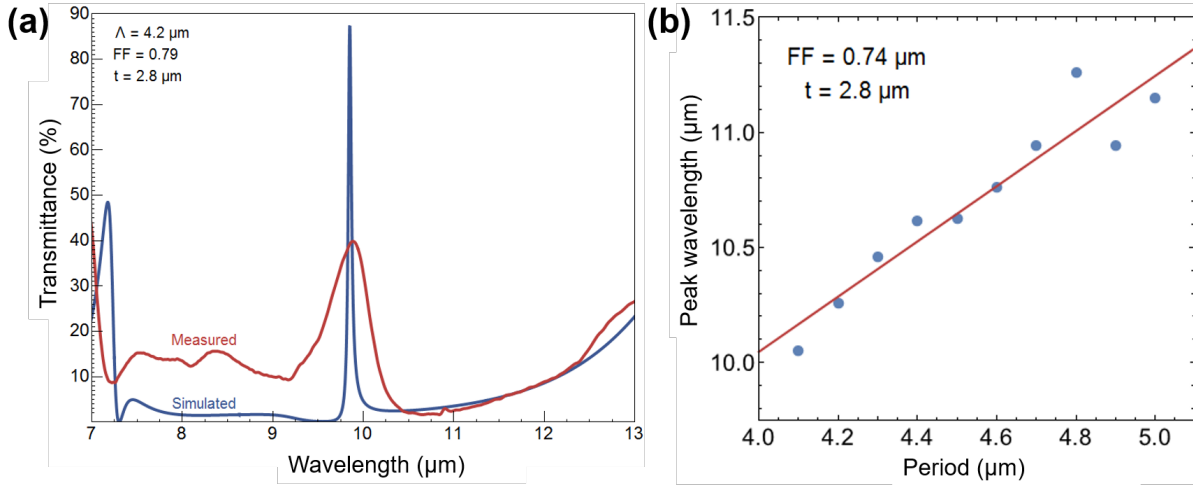 (a)
90
80
70
60
50
40
30
20
10
Transmittance (%)
Λ = 4.2 µm
FF = 0.79
t = 2.8 µm
Measured
Simulated
7 8 9 10 11 12 13
Wavelength (µm)
(b)
11.5
11.0
10.5
10.0
Peak wavelength (µm)
FF = 0.74 µm
t = 2.8 µm
4.0 4.2 4.4 4.6 4.8 5.0
Period (µm)